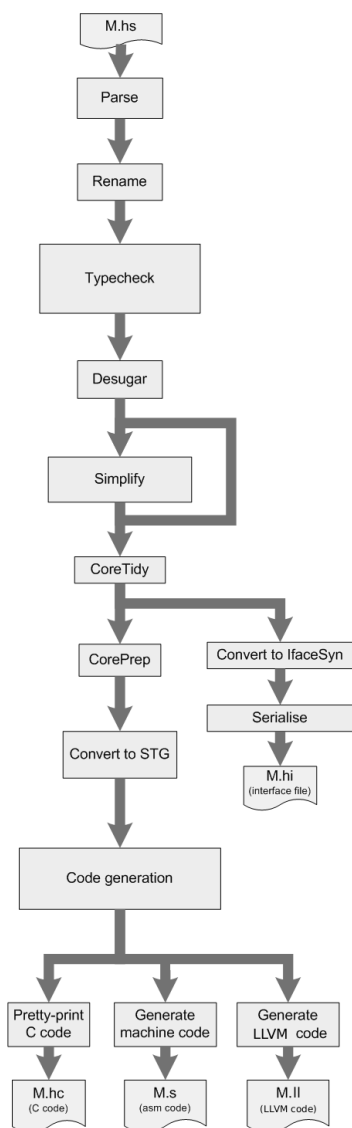 M.hs
Parse
Rename
Typecheck
Desugar
Simplify
CoreTidy
CorePrep
Convert to IfaceSyn
Serialise
Convert to STG
M.hi
(interface file)
Code generation
Pretty-print
C code
Generate
machine code
Generate
LLVM code
M.hc
(C code)
M.s
(asm code)
M.ll
(LLVM code)